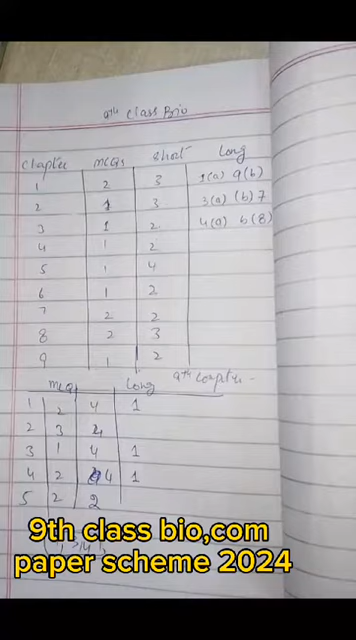 9th class Bio
chapter mcqs short Long
1 2 3 1(a) 9(b)
2 1 3 3(a) (b) 7
3 1 2 4(a) b(8)
4 1 2
5 1 4
6 1 2
7 2 2
8 2 3
9 1 2
mcqs Long 9th
1 2 4 1
2 3 4
3 1 4 1
4 2 4 1
5 2 2
9th class bio,com
paper scheme 2024